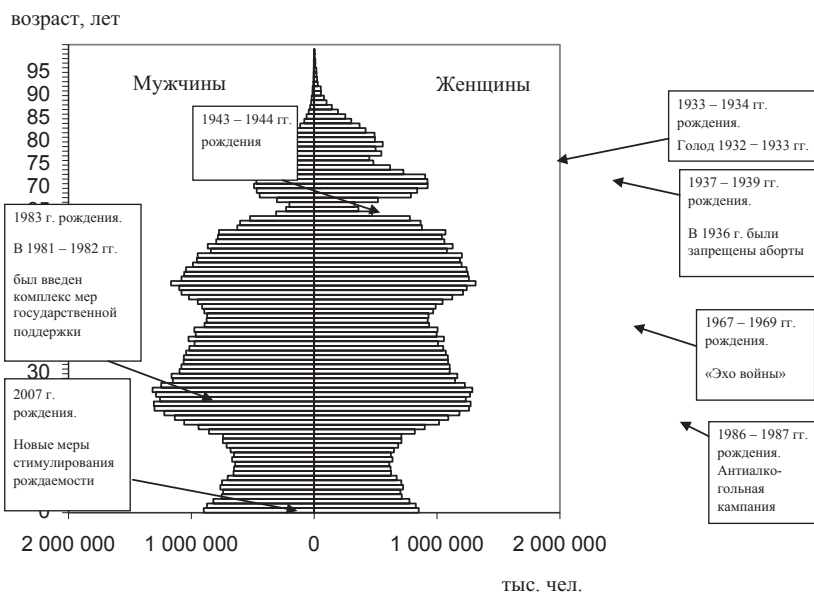 возраст, лет
95
90
85
80
75
70
65
30
0
Мужчины
Женщины
1943 – 1944 гг.
рождения
1933 – 1934 гг.
рождения.
Голод 1932 – 1933 гг.
1937 – 1939 гг.
рождения.
В 1936 г. были
запрещены аборты
1983 г. рождения.
В 1981 – 1982 гг.
был введен
комплекс мер
государственной
поддержки
1967 – 1969 гг.
рождения.
«Эхо войны»
2007 г.
рождения.
Новые меры
стимулирования
рождаемости
1986 – 1987 гг.
рождения.
Антиалко-
гольная
кампания
2 000 000 1 000 000 0 1 000 000 2 000 000
тыс. чел.